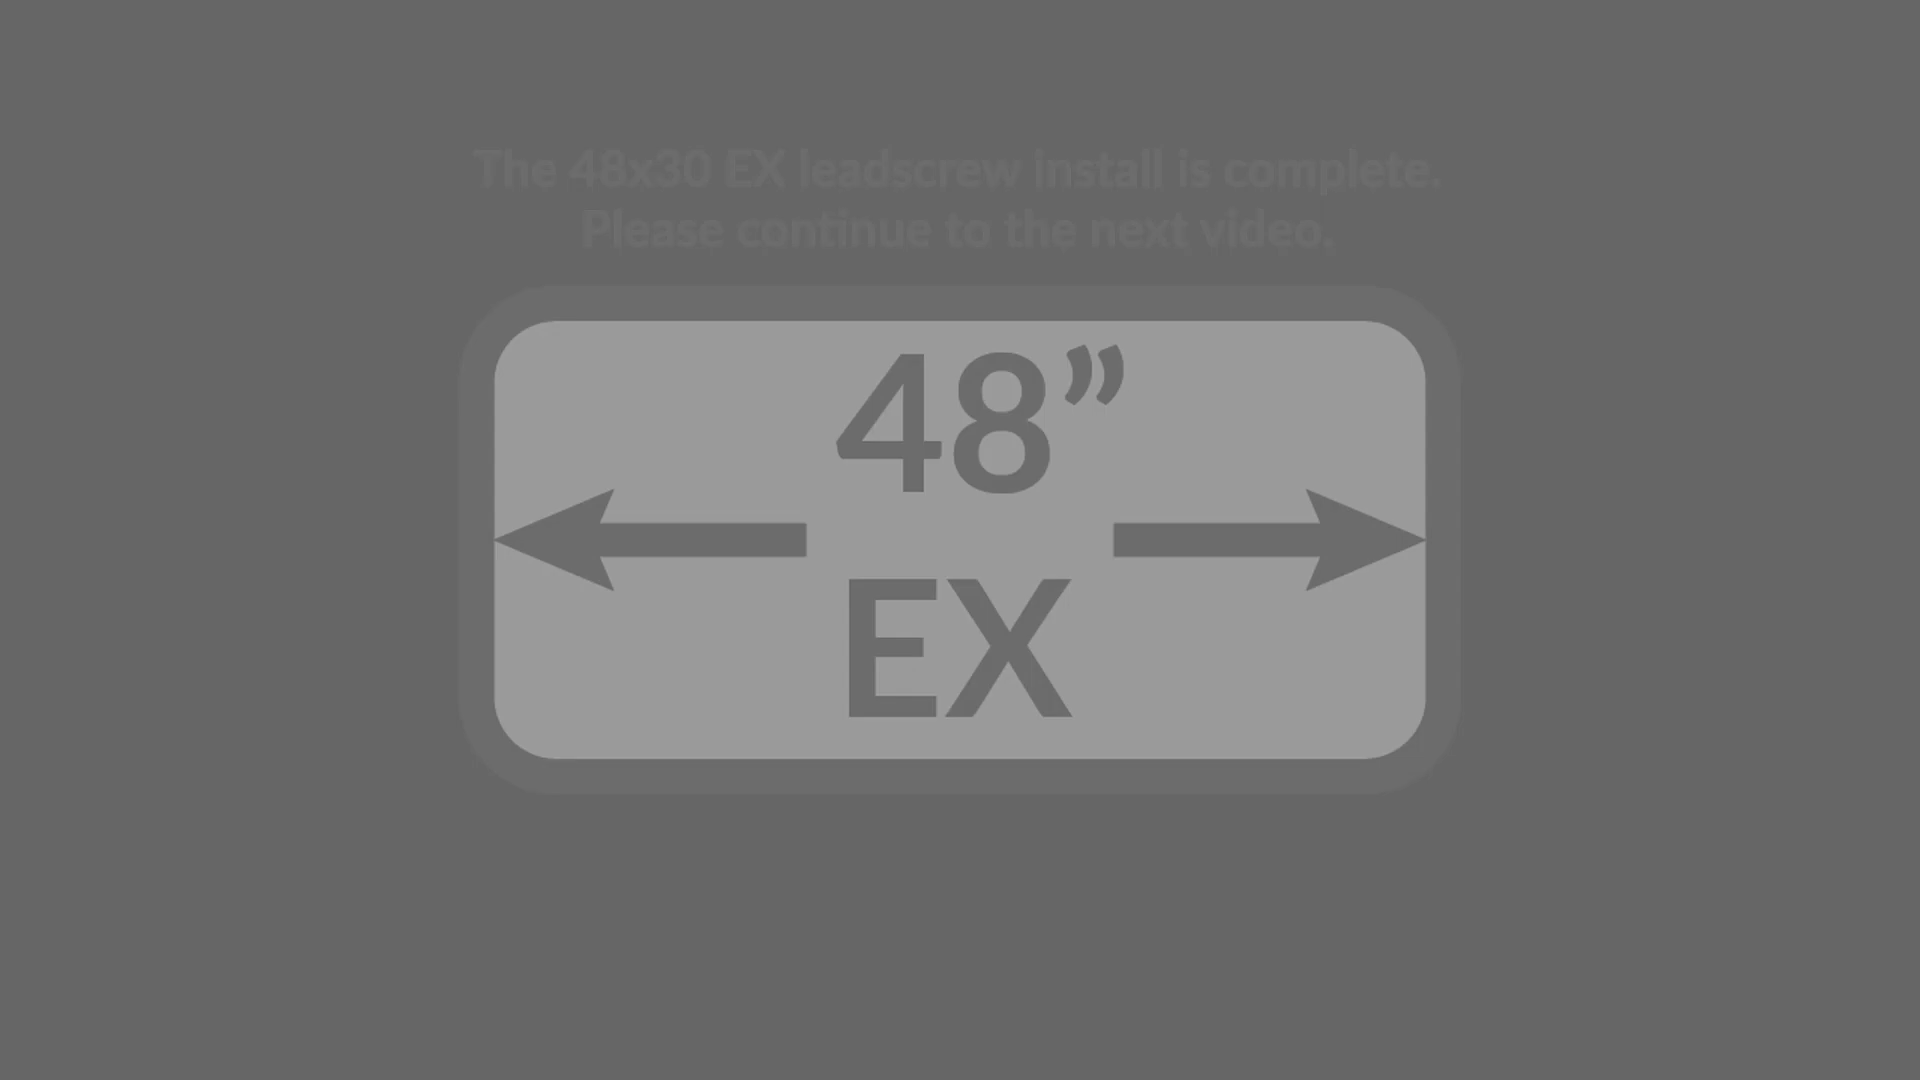 The 48x30 EX leadscrew install is complete.
Please continue to the next video.
48”
EX